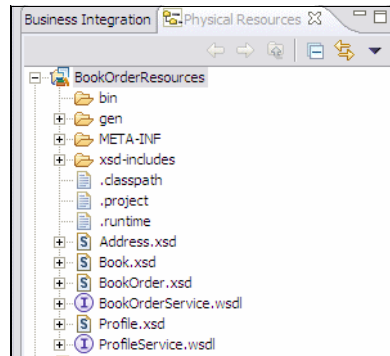 Business Integration Physical Resources
BookOrderResources
bin
gen
META-INF
xsd-includes
.classpath
.project
.runtime
Address.xsd
Book.xsd
BookOrder.xsd
BookOrderService.wsdl
Profile.xsd
ProfileService.wsdl